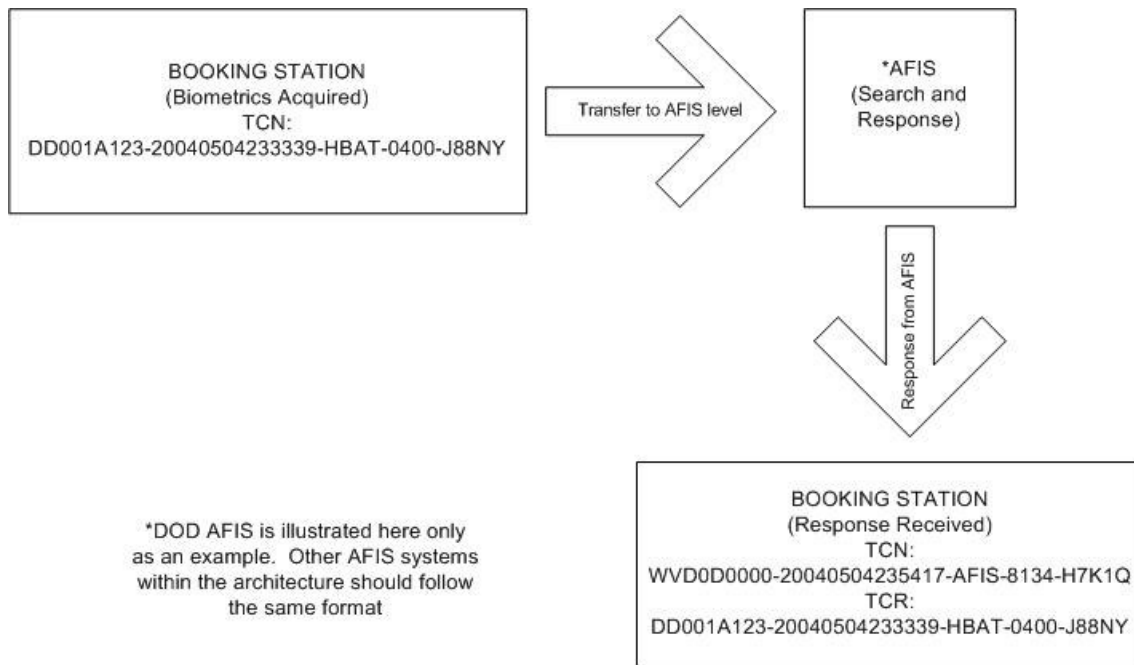 BOOKING STATION
(Biometrics Acquired)
TCN:
DD001A123-20040504233339-HBAT-0400-J88NY
Transfer to AFIS level
*AFIS
(Search and
Response)
Response from AFIS
BOOKING STATION
(Response Received)
TCN:
WVD0D0000-20040504235417-AFIS-8134-H7K1Q
TCR:
DD001A123-20040504233339-HBAT-0400-J88NY
*DOD AFIS is illustrated here only
as an example. Other AFIS systems
within the architecture should follow
the same format